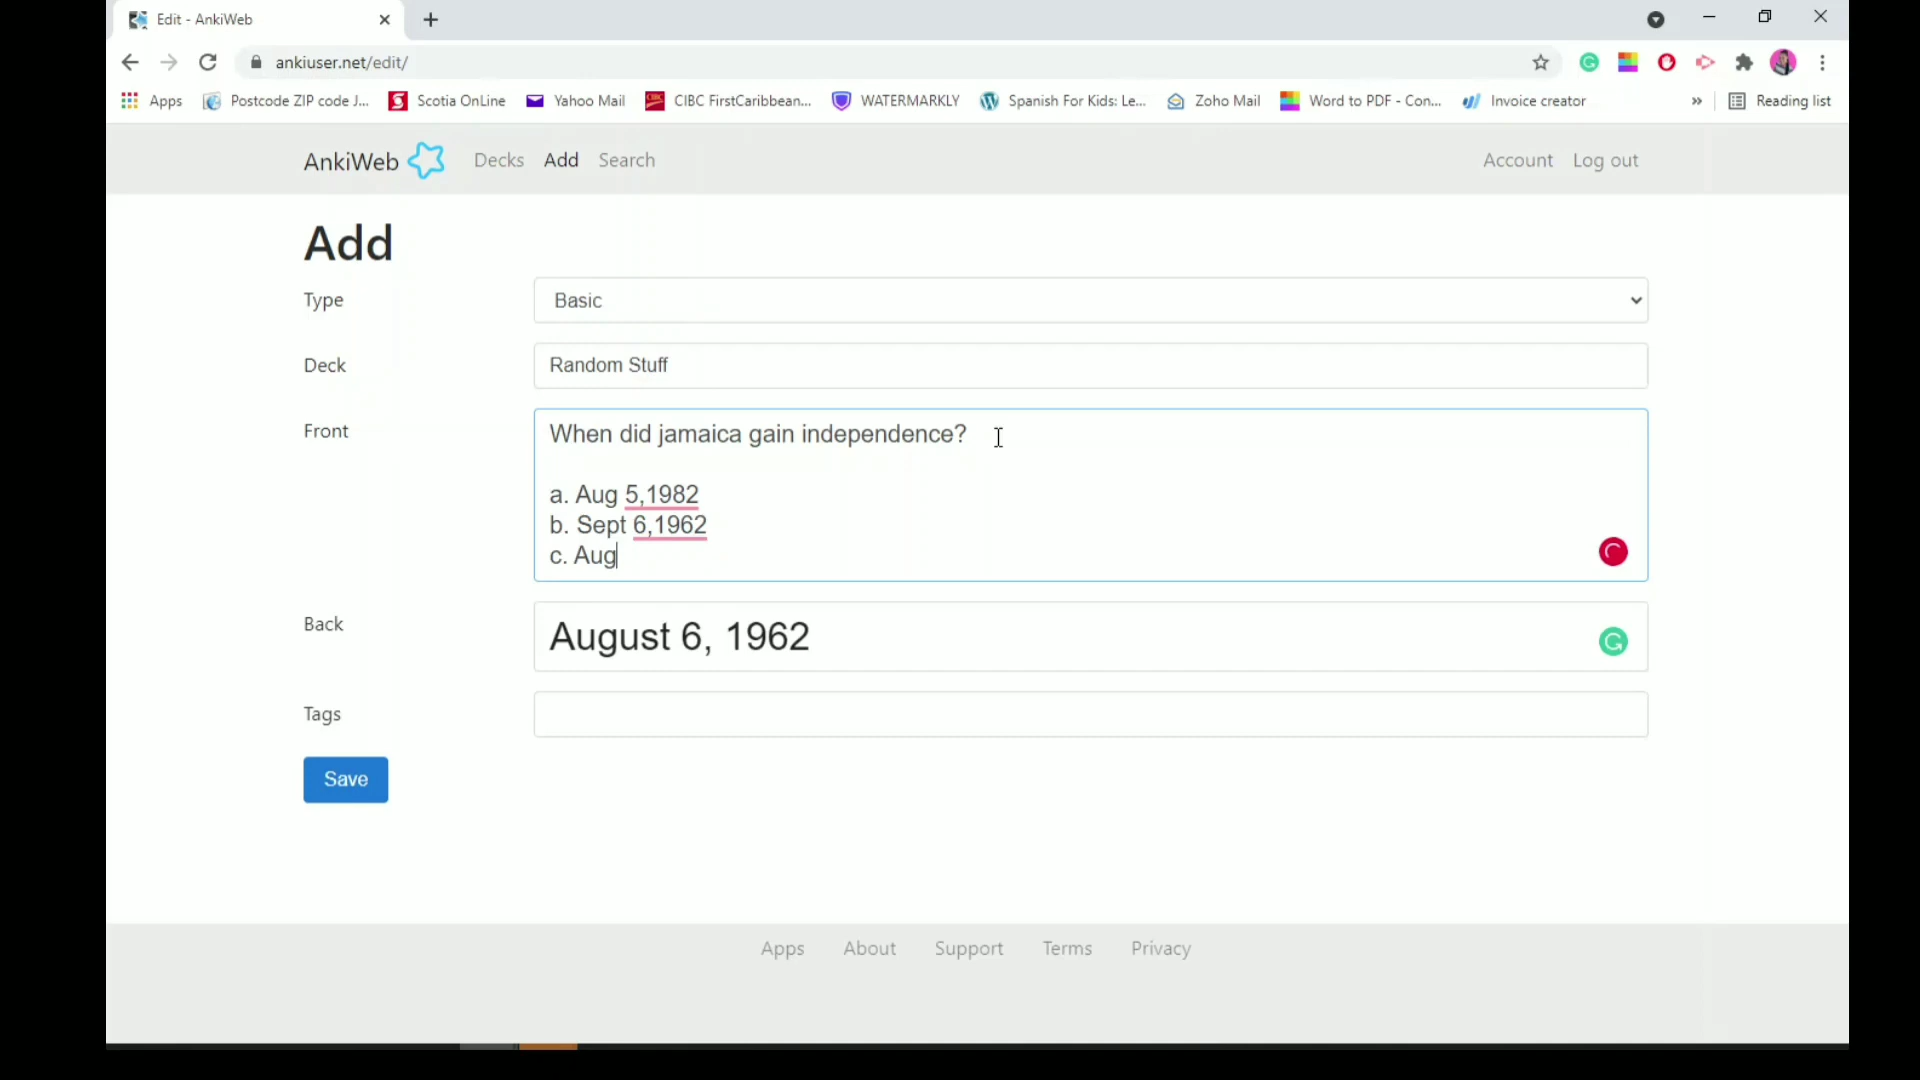 Edit - AnkiWeb
ankiuser.net/edit/
Apps
Postcode ZIP code J...
Scotia OnLine
Yahoo Mail
CIBC FirstCaribbean...
WATERMARKLY
Spanish For Kids: Le...
Zoho Mail
Word to PDF - Con...
Invoice creator
»
Reading list
AnkiWeb
Decks
Add
Search
Account
Log out
Add
Type
Basic
Deck
Random Stuff
Front
When did jamaica gain independence?
a. Aug 5,1982
b. Sept 6,1962
c. Aug
Back
August 6, 1962
Tags
Save
Apps
About
Support
Terms
Privacy